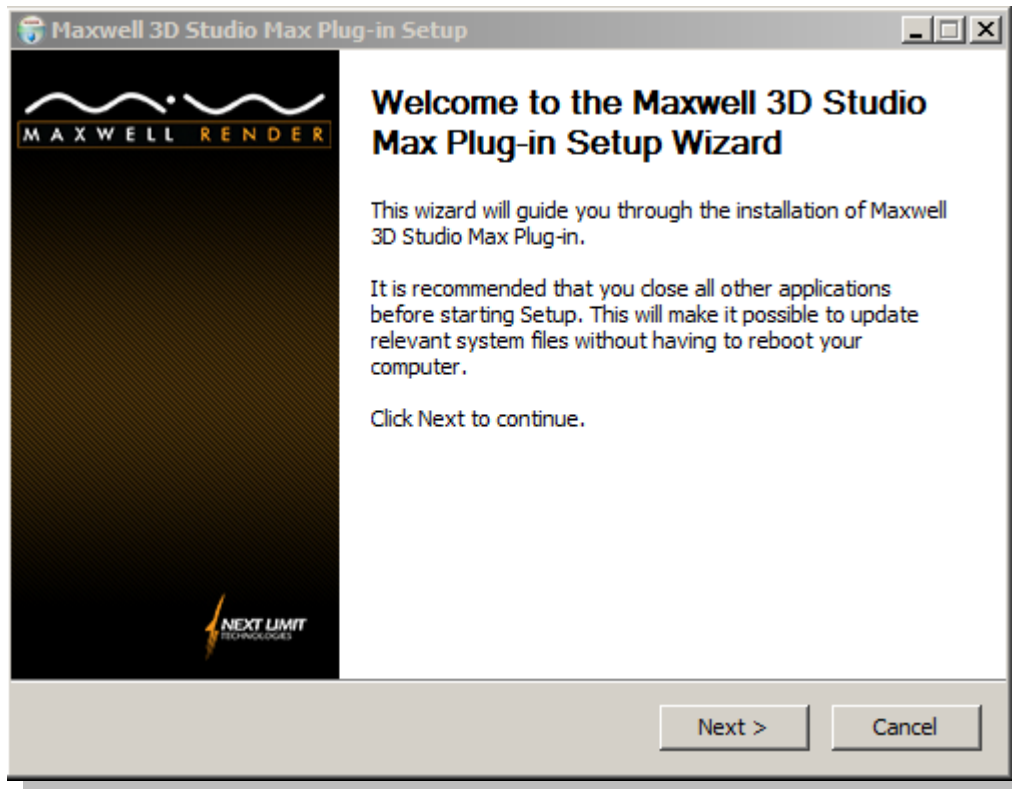 Maxwell 3D Studio Max Plug-in Setup
MAXWELL RENDER
Welcome to the Maxwell 3D Studio
Max Plug-in Setup Wizard
This wizard will guide you through the installation of Maxwell
3D Studio Max Plug-in.
It is recommended that you close all other applications
before starting Setup. This will make it possible to update
relevant system files without having to reboot your
computer.
Click Next to continue.
NEXT LIMIT
TECHNOLOGIES
Next >
Cancel